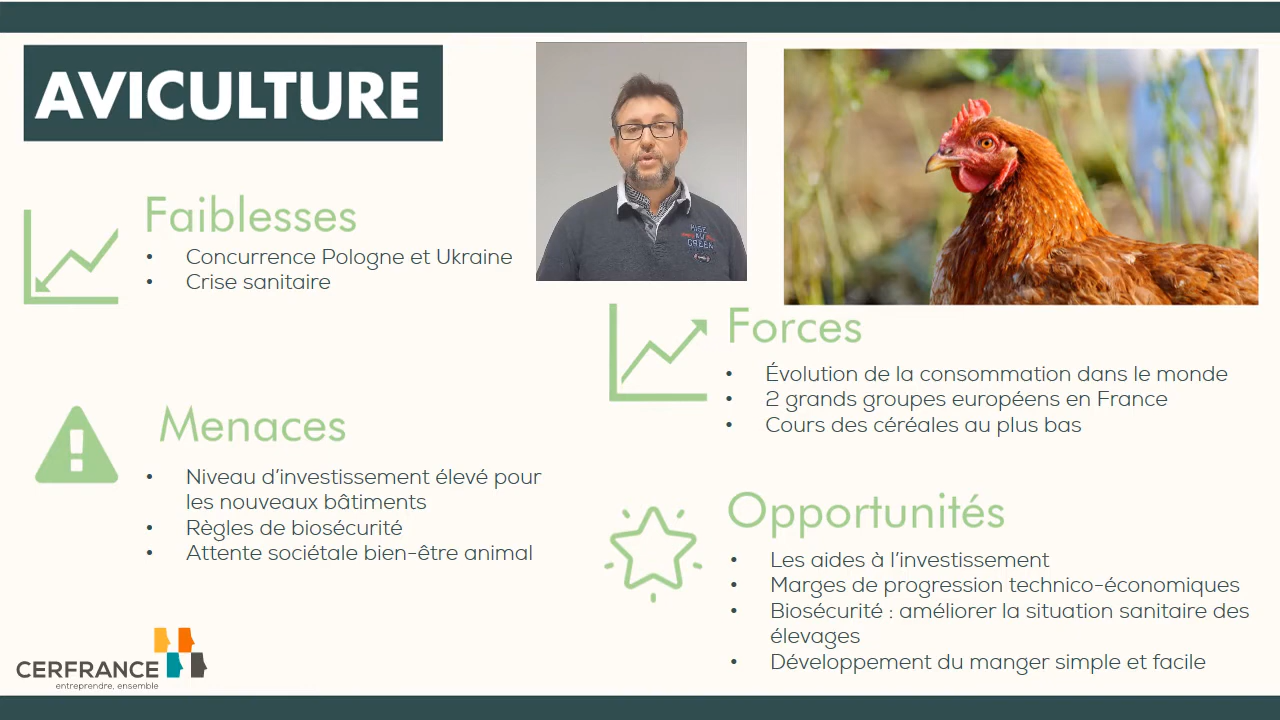 AVICULTURE
Faiblesses
• Concurrence Pologne et Ukraine
• Crise sanitaire
Menaces
• Niveau d'investissement élevé pour
les nouveaux bâtiments
• Règles de biosécurité
• Attente sociétale bien-être animal
Forces
• Évolution de la consommation dans le monde
• 2 grands groupes européens en France
• Cours des céréales au plus bas
Opportunités
• Les aides à l'investissement
• Marges de progression technico-économiques
• Biosécurité : améliorer la situation sanitaire des
élevages
• Développement du manger simple et facile
CERFRANCE
entreprendre, ensemble